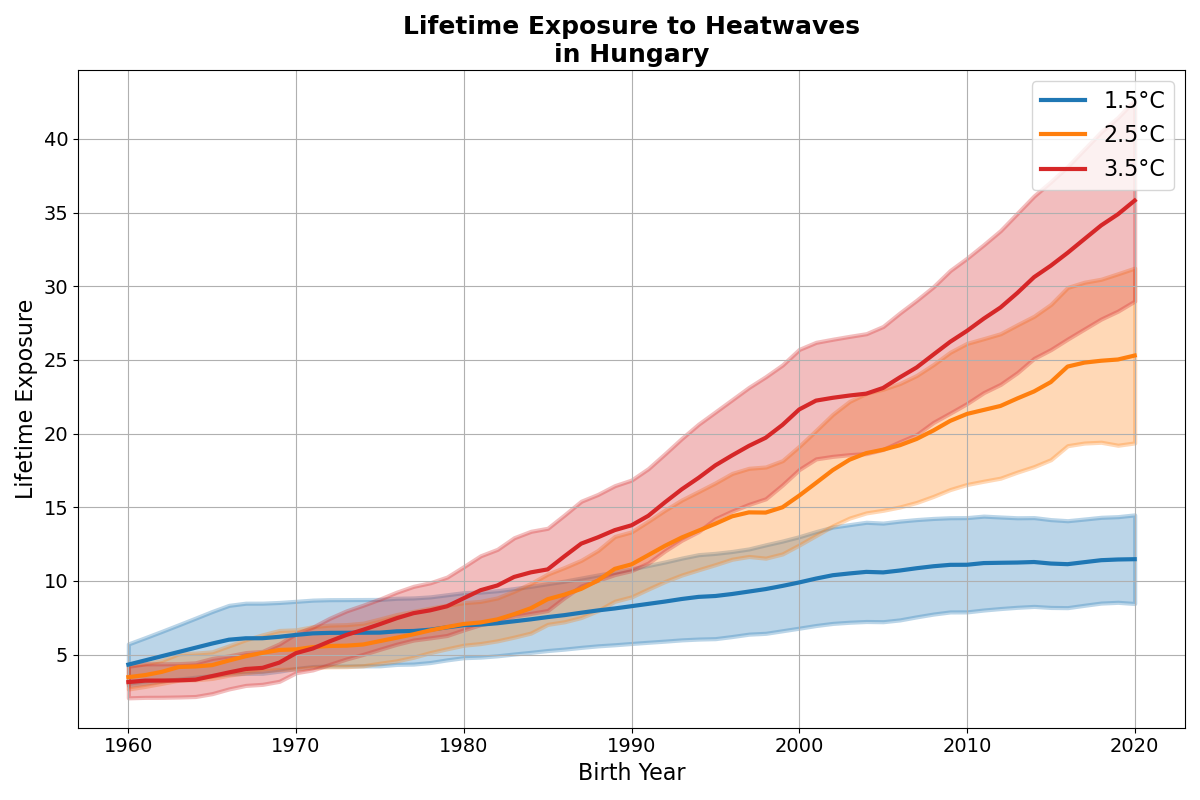 Lifetime Exposure to Heatwaves
in Hungary
1.5°C
2.5°C
3.5°C
Lifetime Exposure
40
35
30
25
20
15
10
5
1960 1970 1980 1990 2000 2010 2020
Birth Year